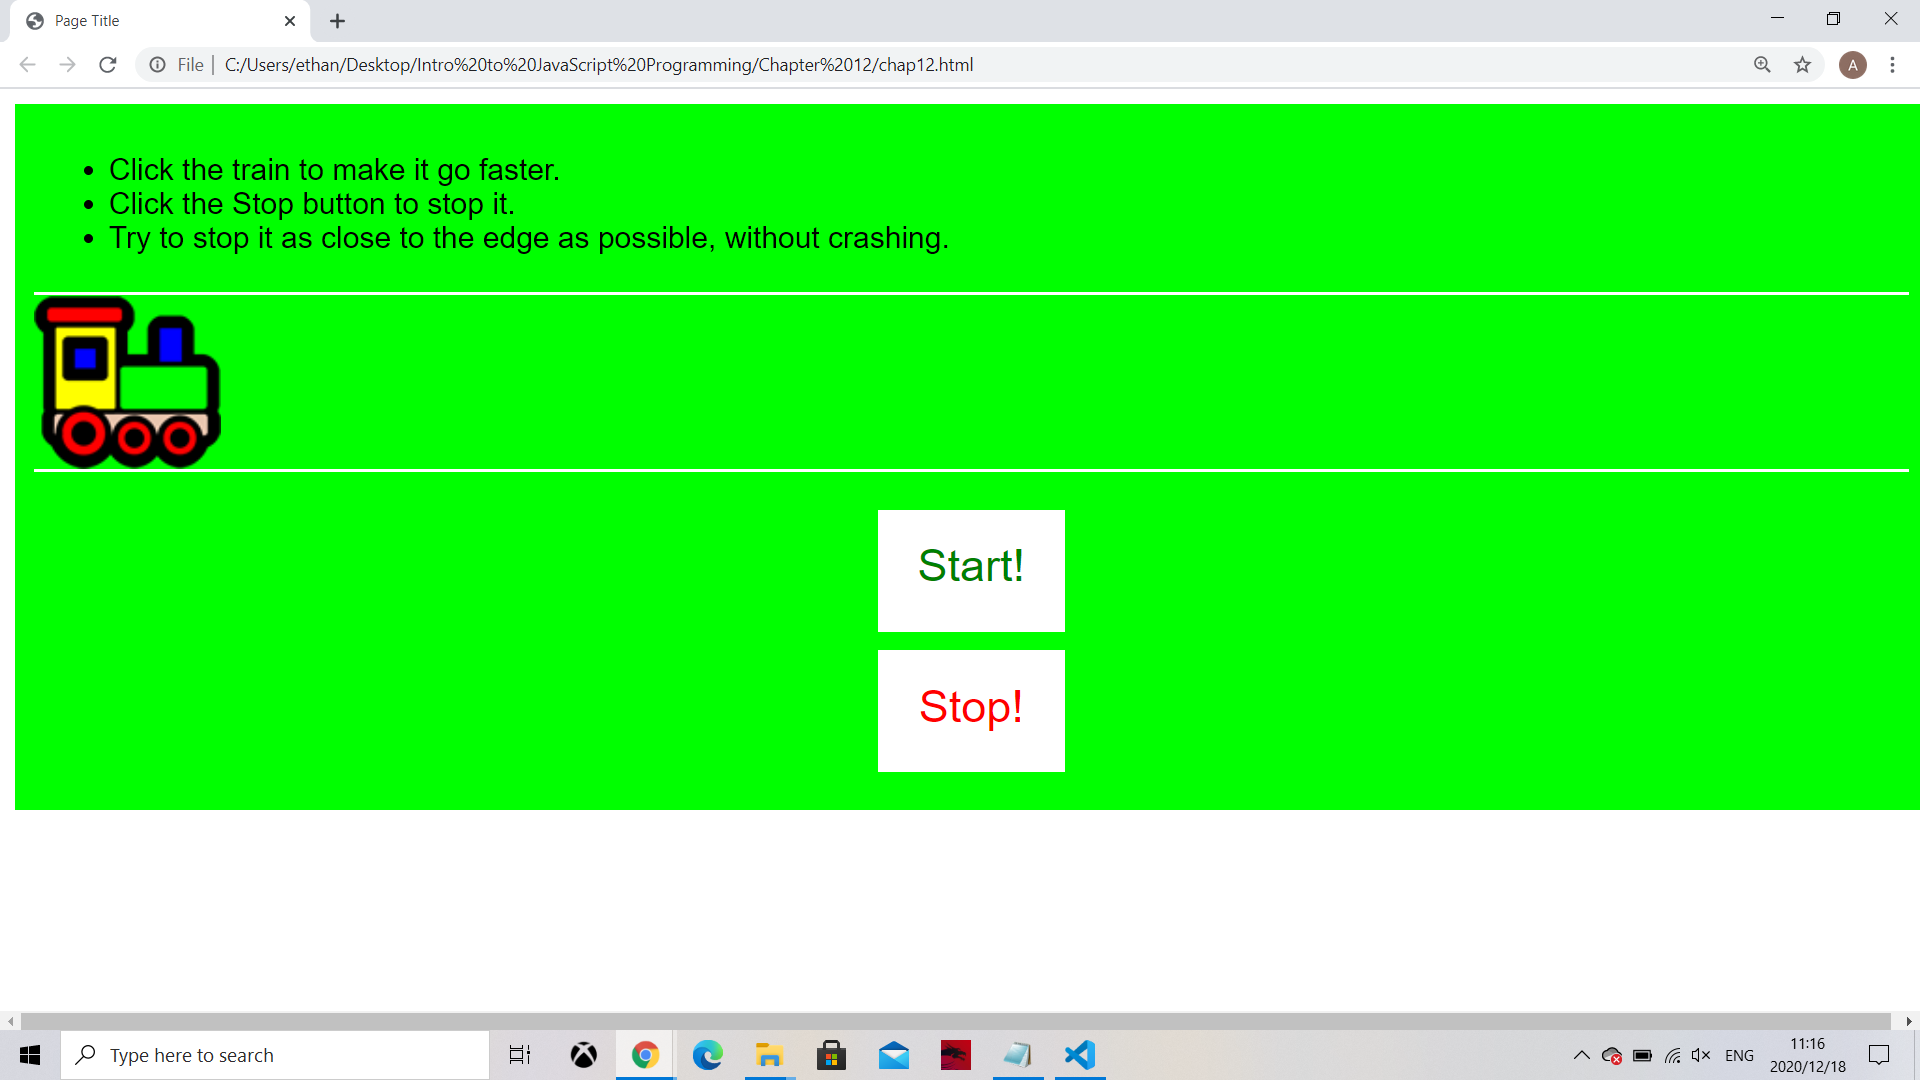 Page Title
File | C:/Users/ethan/Desktop/Intro%20to%20JavaScript%20Programming/Chapter%2012/chap12.html
A
• Click the train to make it go faster.
• Click the Stop button to stop it.
• Try to stop it as close to the edge as possible, without crashing.
Start!
Stop!
Type here to search
ENG
11:16
2020/12/18